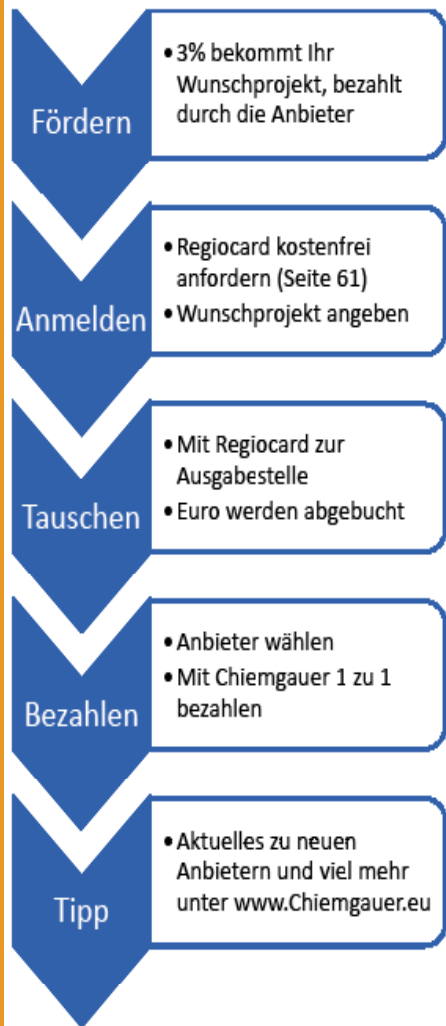 Fördern
• 3% bekommt Ihr
Wunschprojekt, bezahlt
durch die Anbieter
Anmelden
• Regiocard kostenfrei
anfordern (Seite 61)
• Wunschprojekt angeben
Tauschen
• Mit Regiocard zur
Ausgabestelle
• Euro werden abgebucht
Bezahlen
• Anbieter wählen
• Mit Chiemgauer 1 zu 1
bezahlen
Tipp
• Aktuelles zu neuen
Anbietern und viel mehr
unter www.Chiemgauer.eu